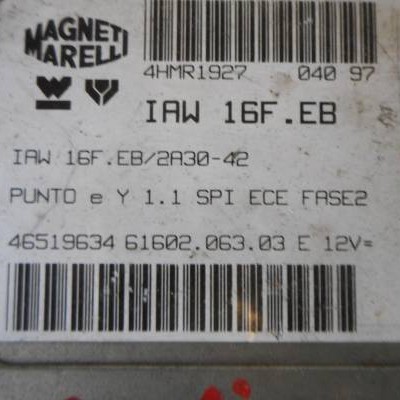 MAGNETI
MARELLI
4HMR1927 040 97
IAW 16F.EB
IAW 16F.EB/2A30-42
PUNTO e Y 1.1 SPI ECE FASE2
46519634 61602.063.03 E 12V=